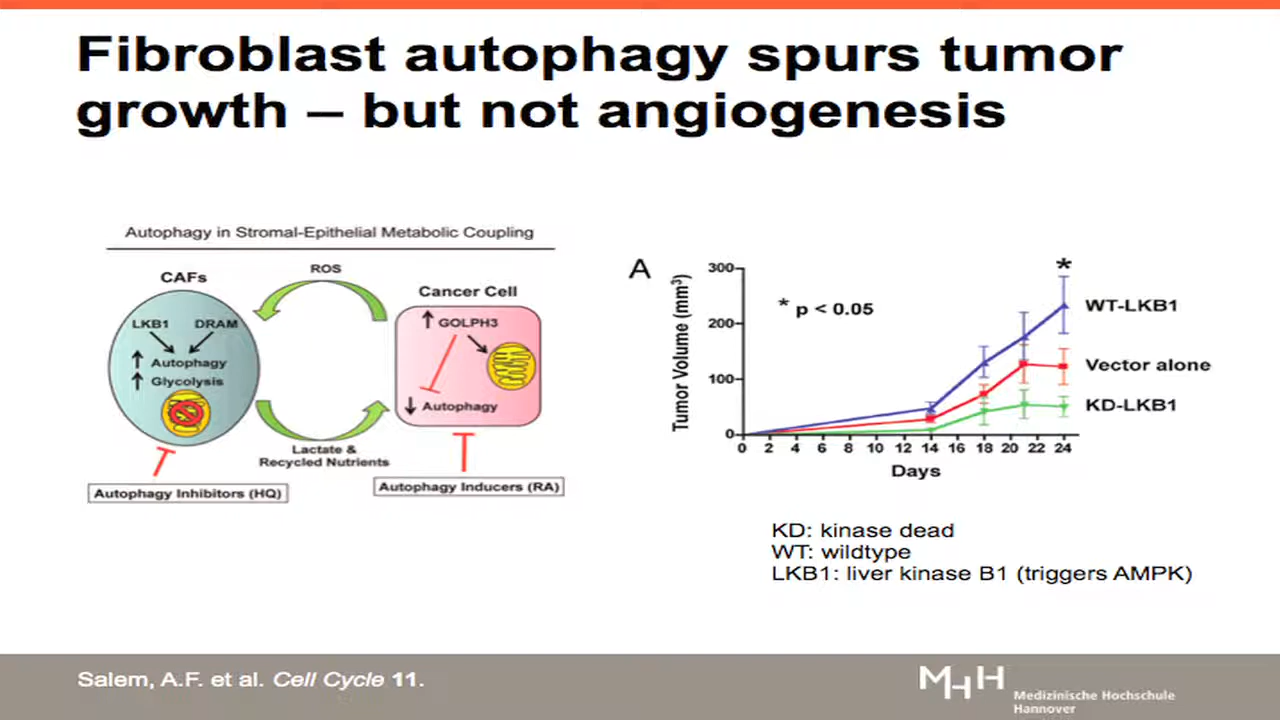 Fibroblast autophagy spurs tumor
growth – but not angiogenesis
Autophagy in Stromal-Epithelial Metabolic Coupling
CAFs
ROS
Cancer Cell
LKB1 DRAM
Autophagy
Glycolysis
GOLPH3
Autophagy
Lactate &
Recycled Nutrients
Autophagy Inhibitors (HQ)
Autophagy Inducers (RA)
A
Tumor Volume (mm³)
300
200
100
0
* p < 0.05
*
WT-LKB1
Vector alone
KD-LKB1
0 2 4 6 8 10 12 14 16 18 20 22 24
Days
KD: kinase dead
WT: wildtype
LKB1: liver kinase B1 (triggers AMPK)
Salem, A.F. et al. Cell Cycle 11.
MHH
Medizinische Hochschule
Hannover